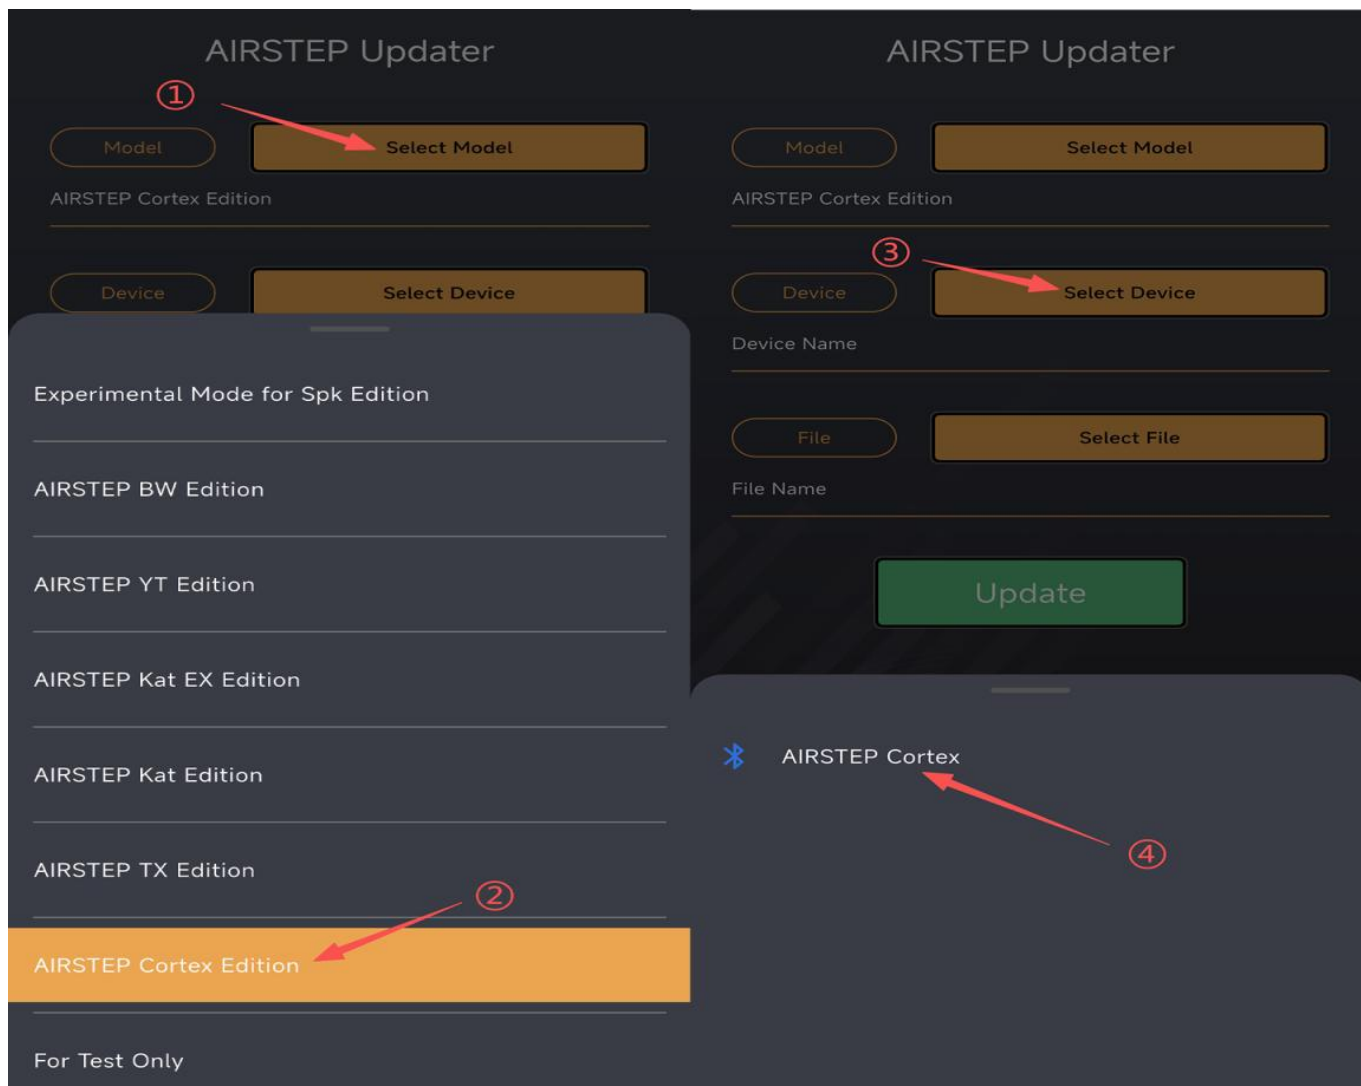 AIRSTEP Updater
①
Model
Select Model
AIRSTEP Cortex Edition
Device
Select Device
Experimental Mode for Spk Edition
AIRSTEP BW Edition
AIRSTEP YT Edition
AIRSTEP Kat EX Edition
AIRSTEP Kat Edition
AIRSTEP TX Edition
②
AIRSTEP Cortex Edition
For Test Only
AIRSTEP Updater
Model
Select Model
AIRSTEP Cortex Edition
③
Device
Select Device
Device Name
File
Select File
File Name
Update
AIRSTEP Cortex
④